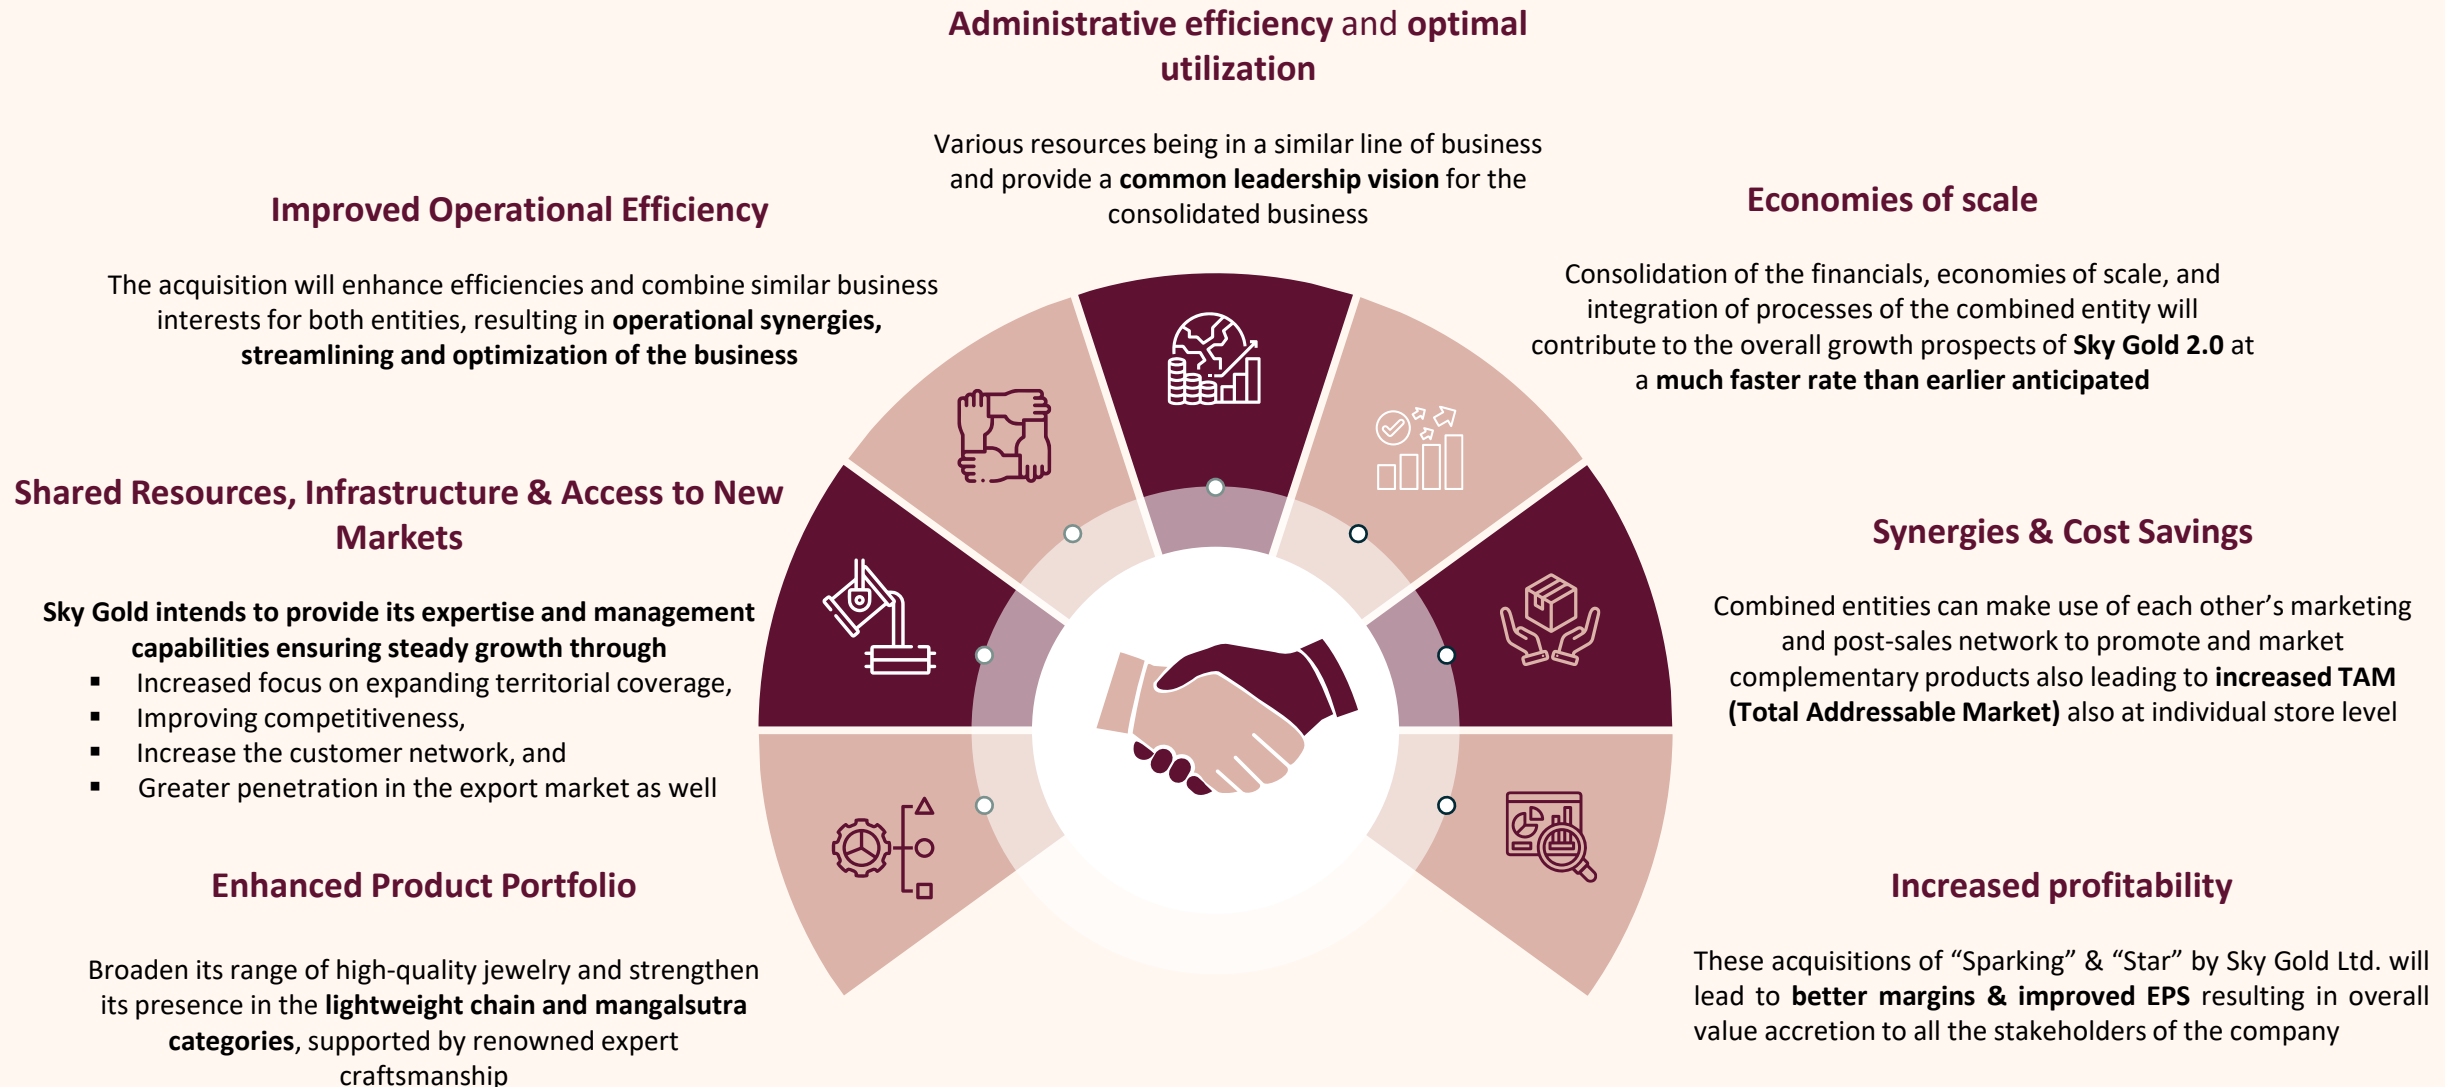 Administrative efficiency and optimal
utilization
Various resources being in a similar line of business
and provide a common leadership vision for the
consolidated business
Improved Operational Efficiency
The acquisition will enhance efficiencies and combine similar business
interests for both entities, resulting in operational synergies,
streamlining and optimization of the business
Shared Resources, Infrastructure & Access to New
Markets
Sky Gold intends to provide its expertise and management
capabilities ensuring steady growth through
▪ Increased focus on expanding territorial coverage,
▪ Improving competitiveness,
▪ Increase the customer network, and
▪ Greater penetration in the export market as well
Enhanced Product Portfolio
Broaden its range of high-quality jewelry and strengthen
its presence in the lightweight chain and mangalsutra
categories, supported by renowned expert
craftsmanship
Economies of scale
Consolidation of the financials, economies of scale, and
integration of processes of the combined entity will
contribute to the overall growth prospects of Sky Gold 2.0 at
a much faster rate than earlier anticipated
Synergies & Cost Savings
Combined entities can make use of each other’s marketing
and post-sales network to promote and market
complementary products also leading to increased TAM
(Total Addressable Market) also at individual store level
Increased profitability
These acquisitions of “Sparking” & “Star” by Sky Gold Ltd. will
lead to better margins & improved EPS resulting in overall
value accretion to all the stakeholders of the company